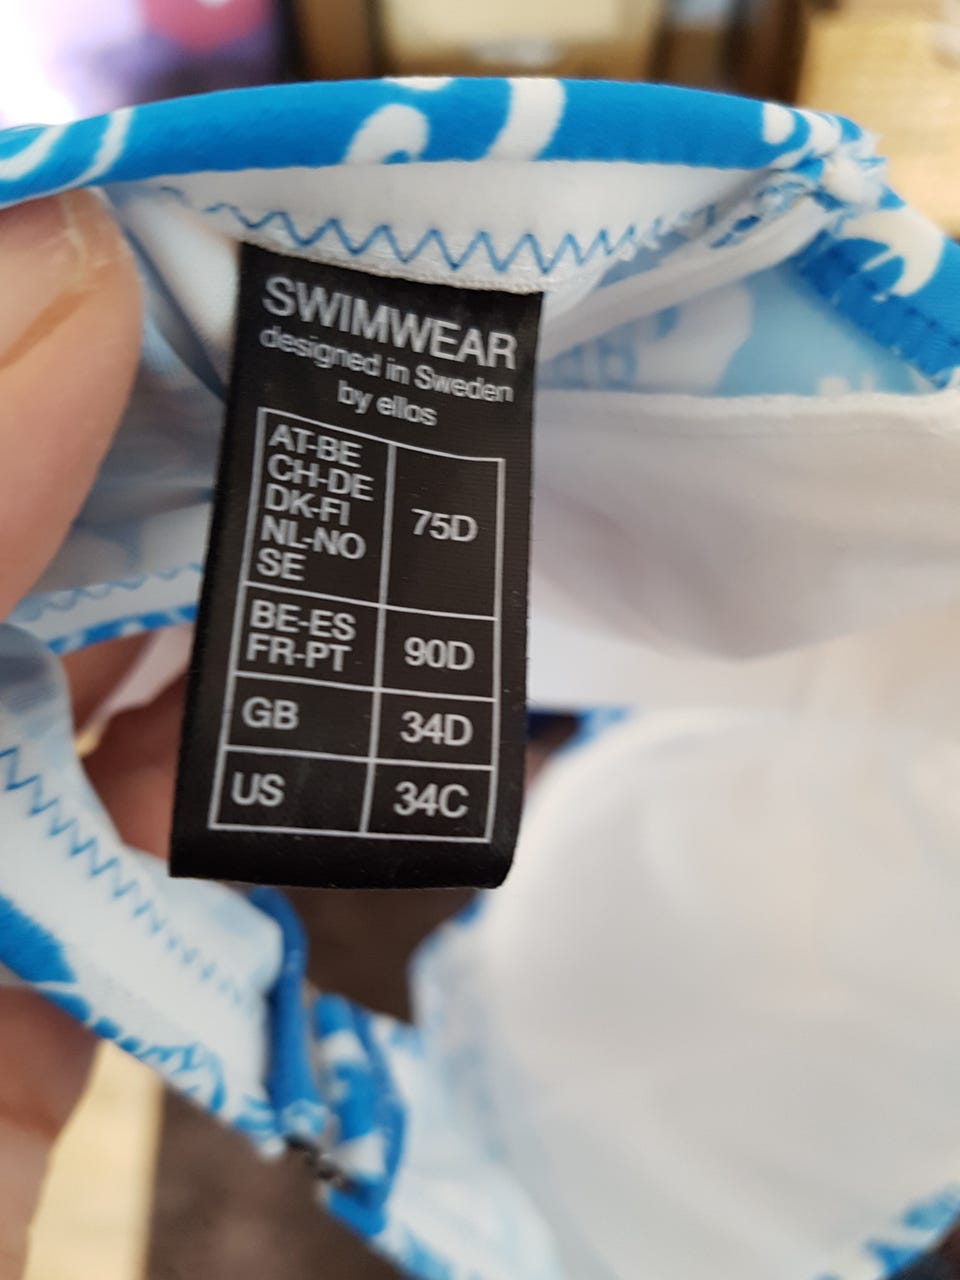 SWIMWEAR
designed in Sweden
by ellos
AT-BE
CH-DE
DK-FI
NL-NO
SE
75D
BE-ES
FR-PT
90D
GB
34D
US
34C